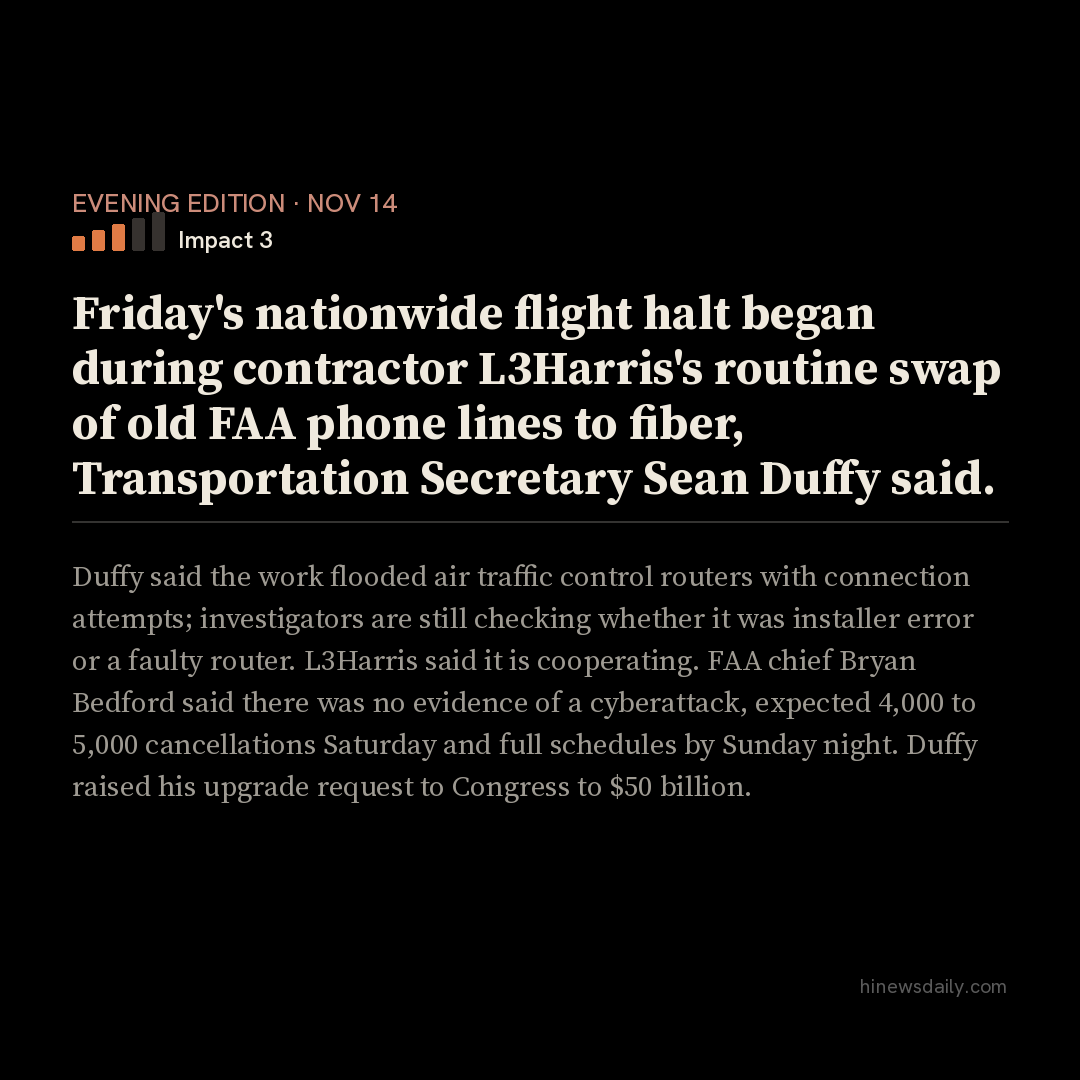 EVENING EDITION · NOV 14
Impact 3
Friday's nationwide flight halt began
during contractor L3Harris's routine swap
of old FAA phone lines to fiber,
Transportation Secretary Sean Duffy said.
Duffy said the work flooded air traffic control routers with connection
attempts; investigators are still checking whether it was installer error
or a faulty router. L3Harris said it is cooperating. FAA chief Bryan
Bedford said there was no evidence of a cyberattack, expected 4,000 to
5,000 cancellations Saturday and full schedules by Sunday night. Duffy
raised his upgrade request to Congress to $50 billion.
hinewsdaily.com